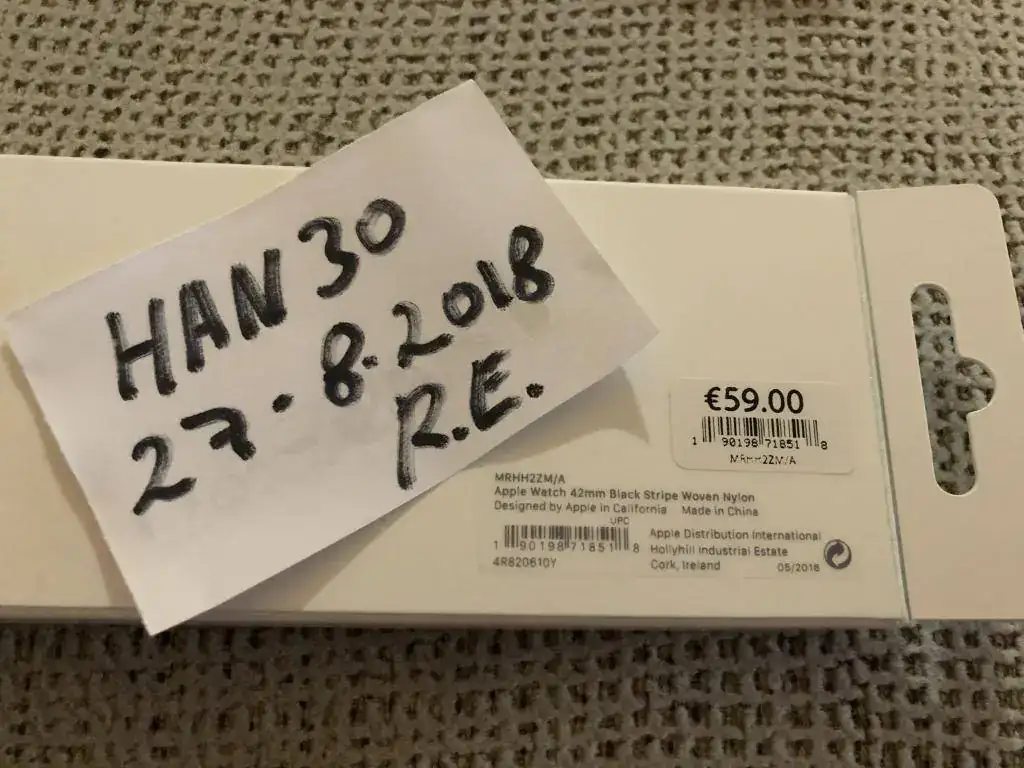 HAN 30
27.8.2018
R.E.
€59.00
1 90198 71851 8
MRHH2ZM/A
MRHH2ZM/A
Apple Watch 42mm Black Stripe Woven Nylon
Designed by Apple in California Made in China
UPC
1 90198 71851 8
4R820610Y
Apple Distribution International
Hollyhill Industrial Estate
Cork, Ireland 05/2018